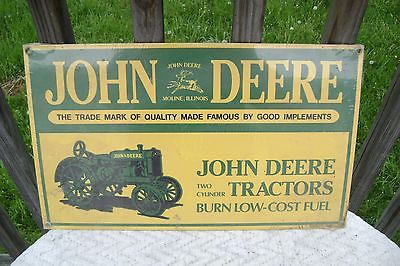 JOHN DEERE
JOHN DEERE
MOLINE, ILLINOIS
THE TRADE MARK OF QUALITY MADE FAMOUS BY GOOD IMPLEMENTS
JOHN DEERE
JOHN DEERE
TWO CYLINDER TRACTORS
BURN LOW-COST FUEL